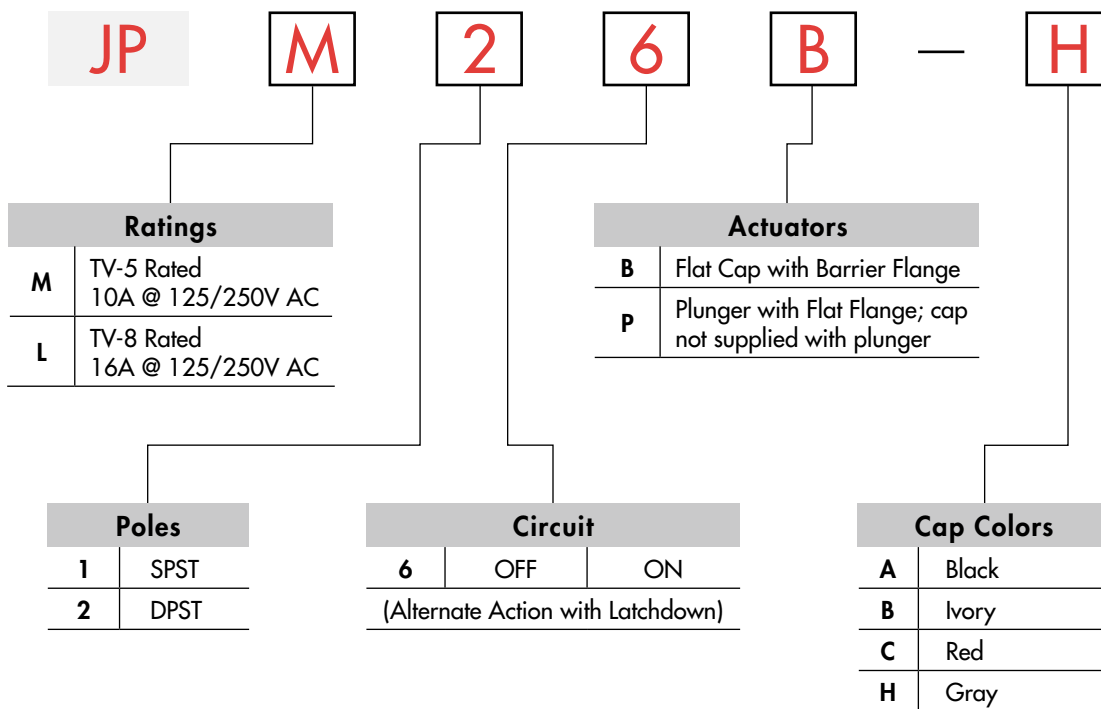 JP M 2 6 B — H
Ratings
M TV-5 Rated
10A @ 125/250V AC
L TV-8 Rated
16A @ 125/250V AC
Actuators
B Flat Cap with Barrier Flange
P Plunger with Flat Flange; cap
not supplied with plunger
Poles
1 SPST
2 DPST
Circuit
6 OFF ON
(Alternate Action with Latchdown)
Cap Colors
A Black
B Ivory
C Red
H Gray